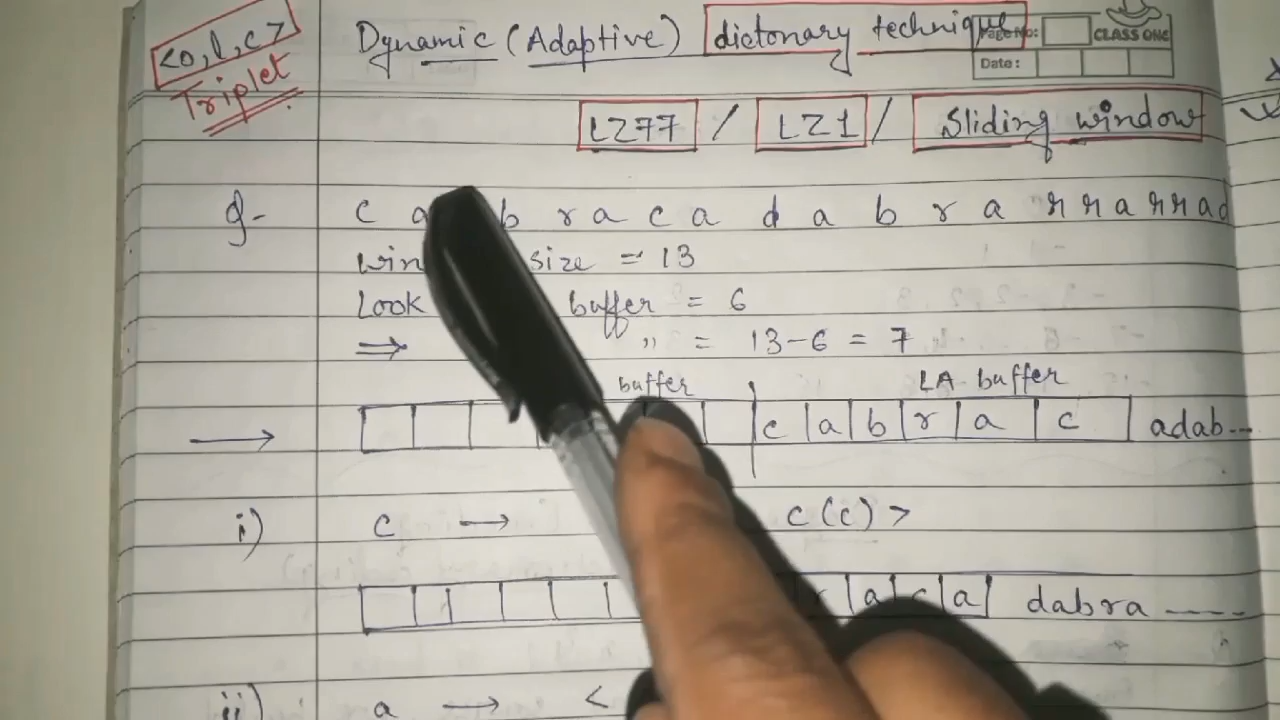 <o, l, c>
Triplet
Dynamic (Adaptive) dictonary technique
Page No:
CLASS ONE
Date:
LZ77 / LZ1 / Sliding window
Q- c a b r a c a d a b r a r r a r r a d
size = 13
Look buffer = 6
⇒ " = 13-6 = 7
buffer LA buffer
→ c a b r a c adab--
i) c → c(c) >
a c a dabra ----
ii) a → <